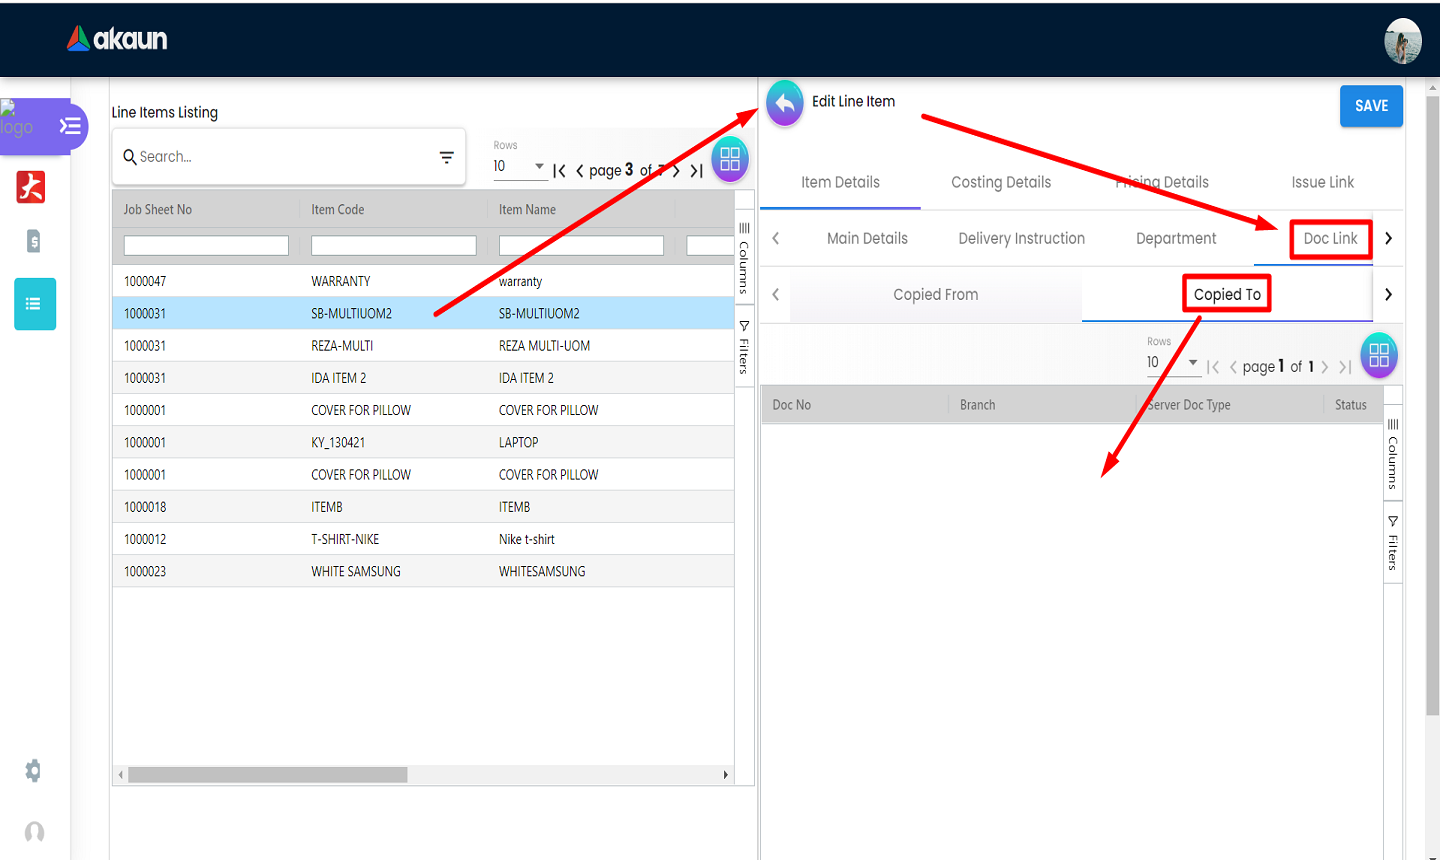 akaun
logo
Line Items Listing
Search...
Rows
10
page 3 of 7
Job Sheet No Item Code Item Name
1000047 WARRANTY warranty
1000031 SB-MULTIUOM2 SB-MULTIUOM2
1000031 REZA-MULTI REZA MULTI-UOM
1000031 IDA ITEM 2 IDA ITEM 2
1000001 COVER FOR PILLOW COVER FOR PILLOW
1000001 KY_130421 LAPTOP
1000001 COVER FOR PILLOW COVER FOR PILLOW
1000018 ITEMB ITEMB
1000012 T-SHIRT-NIKE Nike t-shirt
1000023 WHITE SAMSUNG WHITESAMSUNG
Columns
Filters
Edit Line Item
SAVE
Item Details Costing Details Pricing Details Issue Link
Main Details Delivery Instruction Department Doc Link
Copied From Copied To
Rows
10
page 1 of 1
Doc No Branch Server Doc Type Status
Columns
Filters